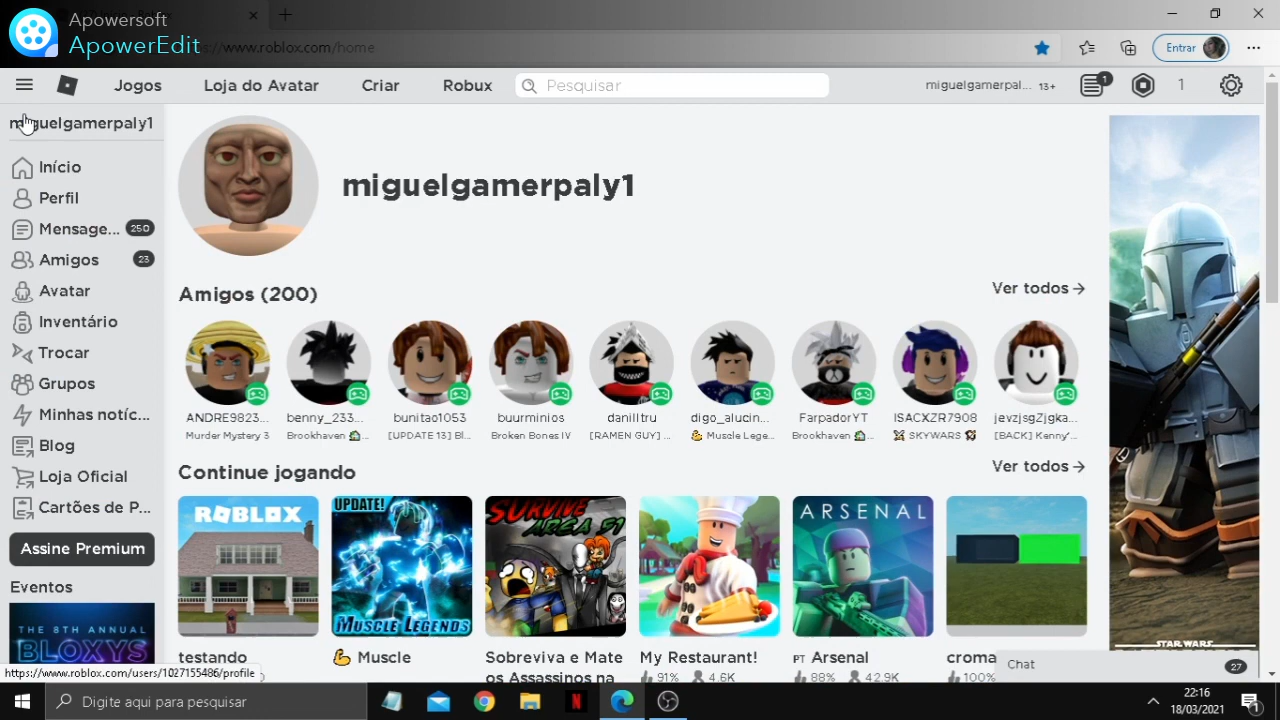 Apowersoft
ApowerEdit
https://www.roblox.com/home
Entrar
Jogos
Loja do Avatar
Criar
Robux
Pesquisar
miguelgamerpal... 13+
1
1
miguelgamerpaly1
Início
Perfil
Mensage... 250
Amigos 23
Avatar
Inventário
Trocar
Grupos
Minhas notíc...
Blog
Loja Oficial
Cartões de P...
Assine Premium
Eventos
THE 8TH ANNUAL
BLOXYS
miguelgamerpaly1
Amigos (200)
Ver todos
ANDRE9823...
Murder Mystery 3
benny_233...
Brookhaven 🏡...
bunitao1053
[UPDATE 13] Bl...
buurminios
Broken Bones IV
danilltru
[RAMEN GUY] ...
digo_alucin...
💪 Muscle Lege...
FarpadorYT
Brookhaven 🏡...
ISACXZR7908
⚔️ SKYWARS
jevzjsgZjgka...
[BACK] Kenny'...
Continue jogando
Ver todos
ROBLOX
UPDATE!
MUSCLE LEGENDS
SURVIVE
AREA 51
ARSENAL
testando
💪 Muscle
Sobreviva e Mate
os Assassinos na
My Restaurant!
91% 4.6K
PT Arsenal
88% 42.9K
croma
100%
STAR WARS
Chat 27
https://www.roblox.com/users/1027155486/profile
Digite aqui para pesquisar
N
22:16
18/03/2021
1